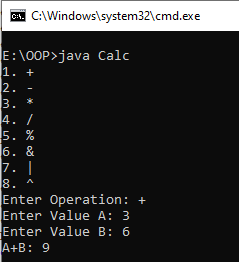 C:\Windows\system32\cmd.exe
E:\OOP>java Calc
1. +
2. -
3. *
4. /
5. %
6. &
7. |
8. ^
Enter Operation: +
Enter Value A: 3
Enter Value B: 6
A+B: 9